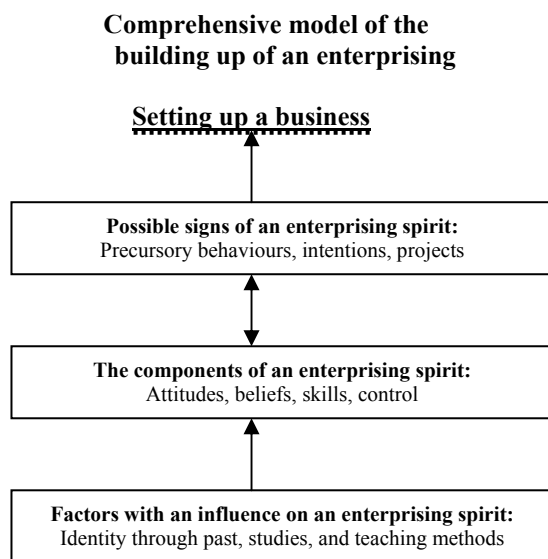 Comprehensive model of the
building up of an enterprising
Setting up a business
Possible signs of an enterprising spirit:
Precursory behaviours, intentions, projects
The components of an enterprising spirit:
Attitudes, beliefs, skills, control
Factors with an influence on an enterprising spirit:
Identity through past, studies, and teaching methods